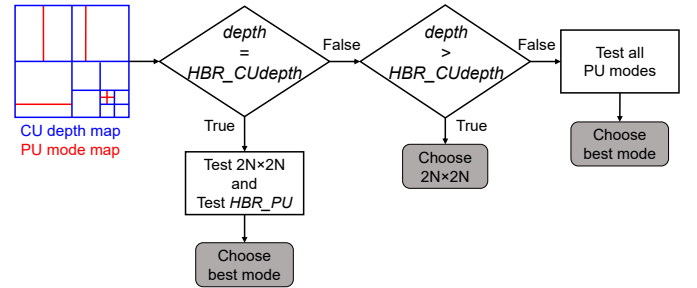 CU depth map
PU mode map
depth
=
HBR_CUdepth
True
False
Test 2N×2N
and
Test HBR_PU
Choose
best mode
depth
>
HBR_CUdepth
True
False
Choose
2N×2N
Test all
PU modes
Choose
best mode